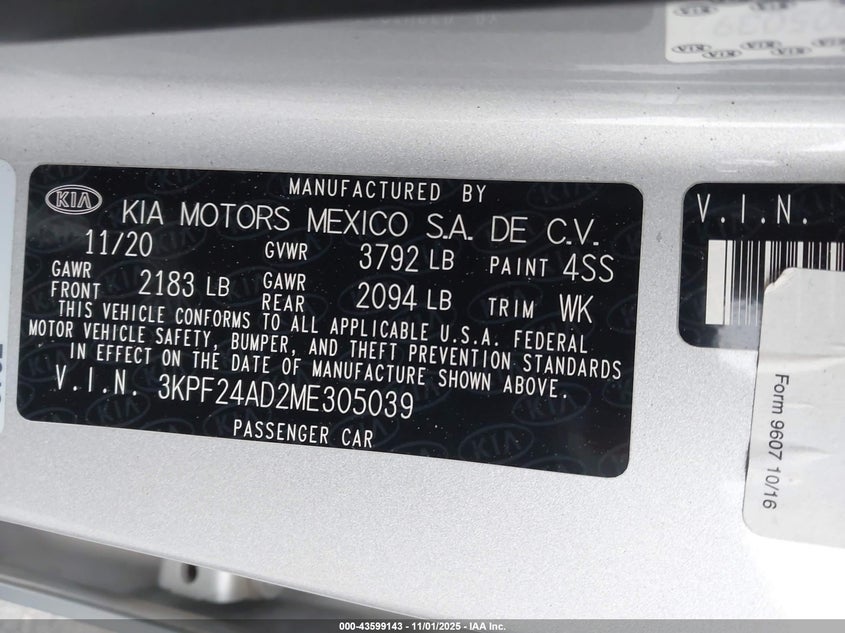 MANUFACTURED BY
KIA KIA MOTORS MEXICO S.A. DE C.V.
11/20 GVWR 3792 LB PAINT 4SS
GAWR FRONT 2183 LB GAWR REAR 2094 LB TRIM WK
THIS VEHICLE CONFORMS TO ALL APPLICABLE U.S.A. FEDERAL
MOTOR VEHICLE SAFETY, BUMPER, AND THEFT PREVENTION STANDARDS
IN EFFECT ON THE DATE OF MANUFACTURE SHOWN ABOVE.
V.I.N. 3KPF24AD2ME305039
PASSENGER CAR
V.I.N.
Form 9607 10/16
000-43599143 - 11/01/2025 - IAA Inc.